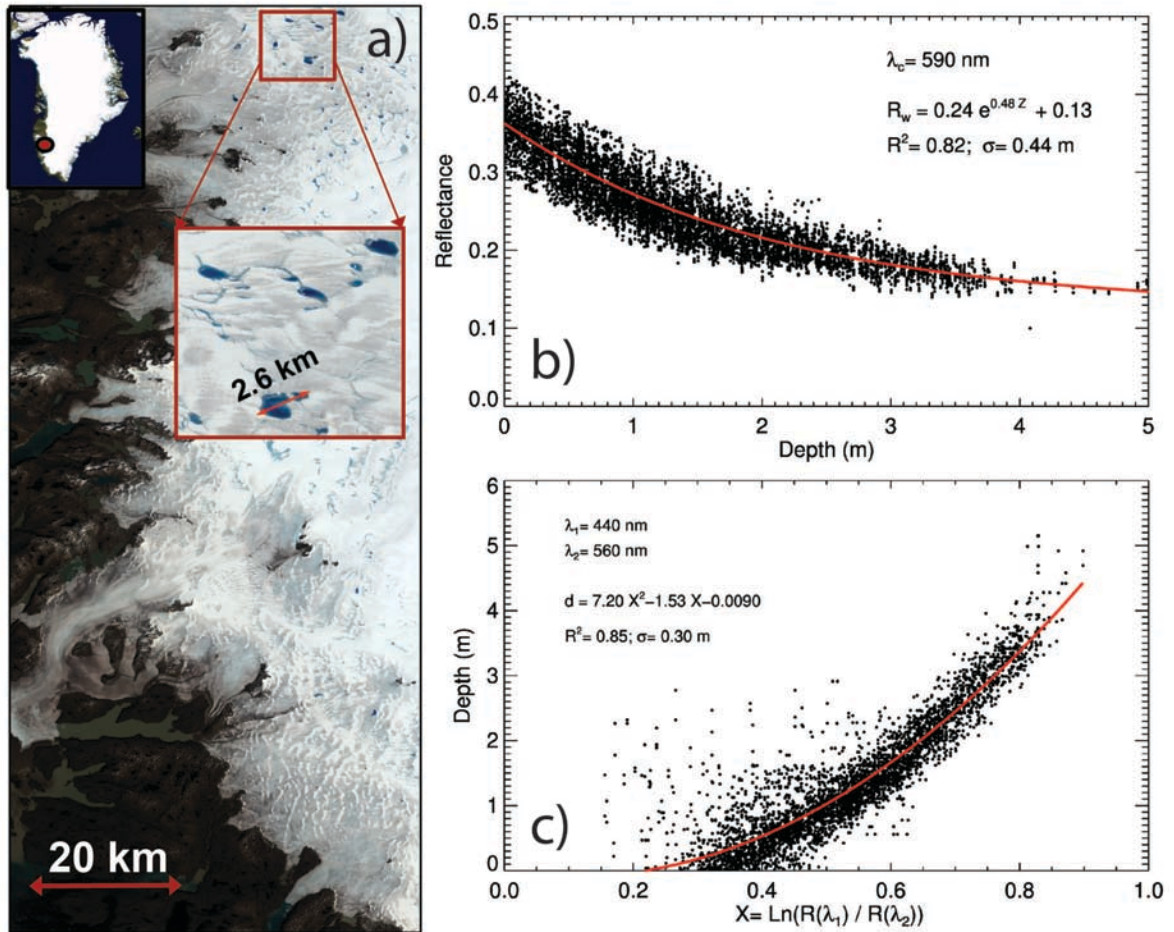 a)
2.6 km
20 km
0.5
0.4
0.3
0.2
0.1
0.0
Reflectance
λc= 590 nm
Rw = 0.24 e^0.48 Z + 0.13
R²= 0.82; σ= 0.44 m
b)
0 1 2 3 4 5
Depth (m)
6
5
4
3
2
1
0
Depth (m)
λ1= 440 nm
λ2= 560 nm
d = 7.20 X²−1.53 X−0.0090
R²= 0.85; σ= 0.30 m
c)
0.0 0.2 0.4 0.6 0.8 1.0
X= Ln(R(λ1) / R(λ2))